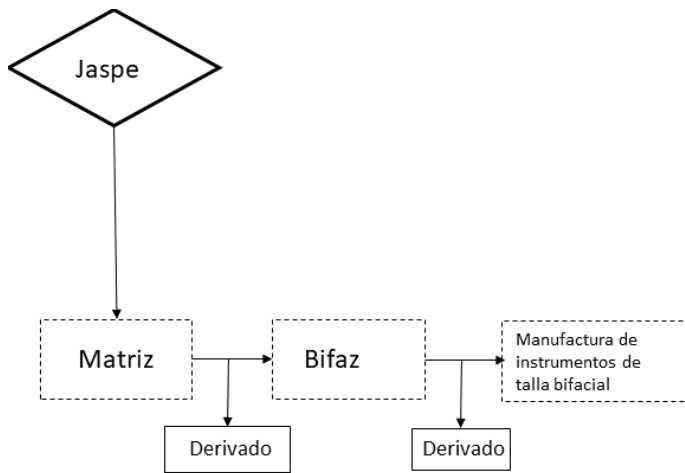 Jaspe
Matriz
Bifaz
Manufactura de
instrumentos de
talla bifacial
Derivado
Derivado